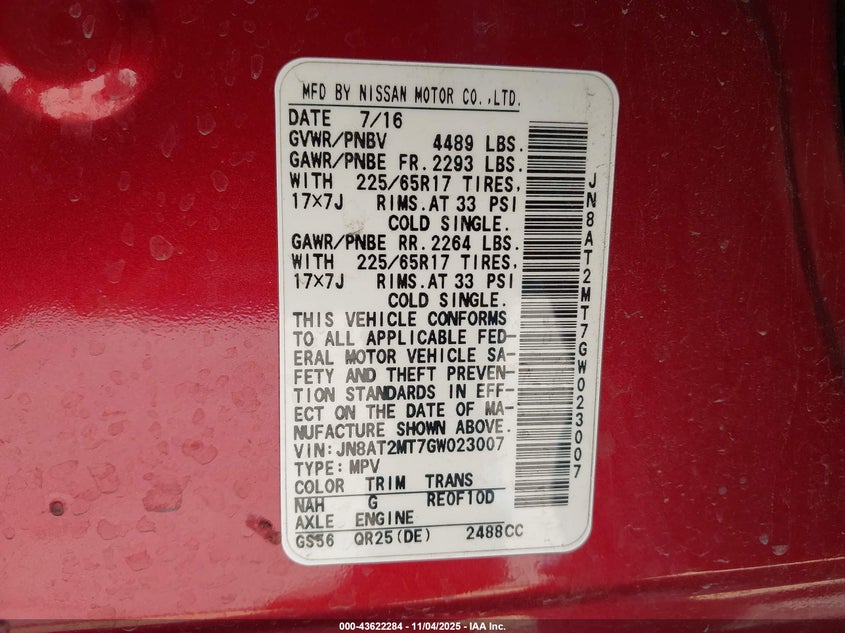 MFD BY NISSAN MOTOR CO.,LTD.
DATE 7/16
GVWR/PNBV 4489 LBS.
GAWR/PNBE FR.2293 LBS.
WITH 225/65R17 TIRES,
17×7J RIMS.AT 33 PSI
COLD SINGLE.
GAWR/PNBE RR.2264 LBS.
WITH 225/65R17 TIRES,
17×7J RIMS.AT 33 PSI
COLD SINGLE.
THIS VEHICLE CONFORMS
TO ALL APPLICABLE FED-
ERAL MOTOR VEHICLE SA-
FETY AND THEFT PREVEN-
TION STANDARDS IN EFF-
ECT ON THE DATE OF MA-
NUFACTURE SHOWN ABOVE.
VIN:JN8AT2MT7GW023007
TYPE:MPV
COLOR TRIM TRANS
NAH G RE0F10D
AXLE ENGINE
GS56 QR25(DE) 2488CC
JN8AT2MT7GW023007
000-43622284 - 11/04/2025 - IAA Inc.